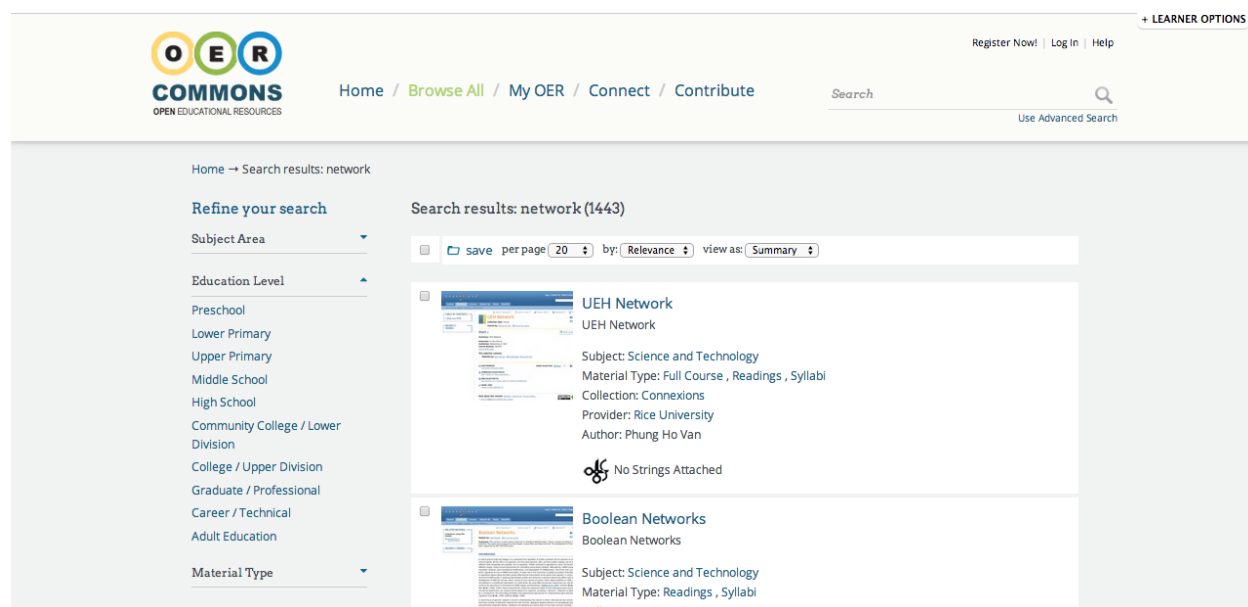 + LEARNER OPTIONS
Register Now! | Log In | Help
O E R
COMMONS
OPEN EDUCATIONAL RESOURCES
Home / Browse All / My OER / Connect / Contribute
Search
Use Advanced Search
Home → Search results: network
Refine your search
Subject Area
Education Level
Preschool
Lower Primary
Upper Primary
Middle School
High School
Community College / Lower
Division
College / Upper Division
Graduate / Professional
Career / Technical
Adult Education
Material Type
Search results: network (1443)
save per page 20 by: Relevance view as: Summary
UEH Network
UEH Network
Subject: Science and Technology
Material Type: Full Course , Readings , Syllabi
Collection: Connexions
Provider: Rice University
Author: Phung Ho Van
No Strings Attached
Boolean Networks
Boolean Networks
Subject: Science and Technology
Material Type: Readings , Syllabi